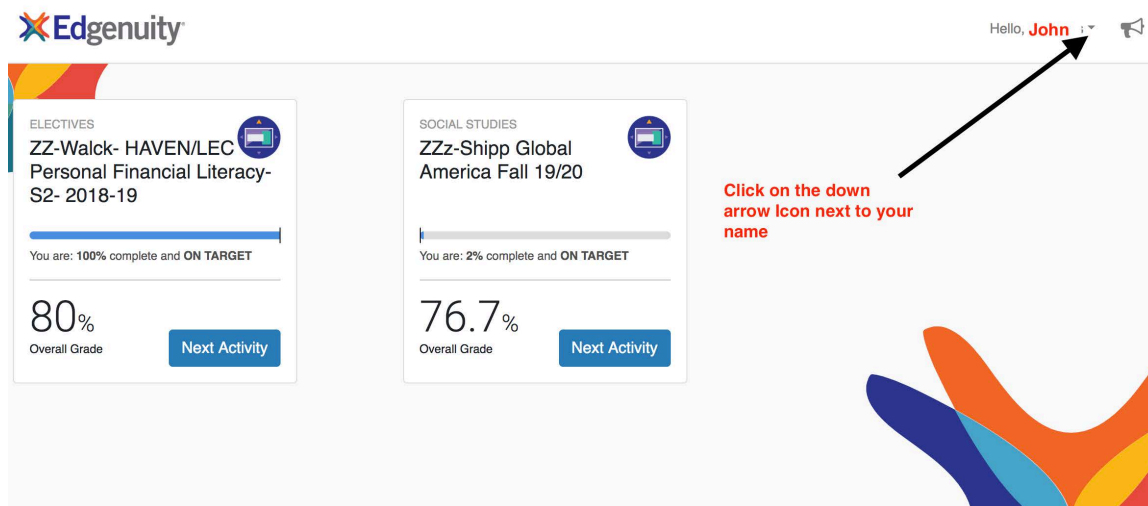 Edgenuity
Hello, John
ELECTIVES
ZZ-Walck- HAVEN/LEC
Personal Financial Literacy-
S2- 2018-19
You are: 100% complete and ON TARGET
80%
Overall Grade
Next Activity
SOCIAL STUDIES
ZZz-Shipp Global
America Fall 19/20
You are: 2% complete and ON TARGET
76.7%
Overall Grade
Next Activity
Click on the down
arrow Icon next to your
name